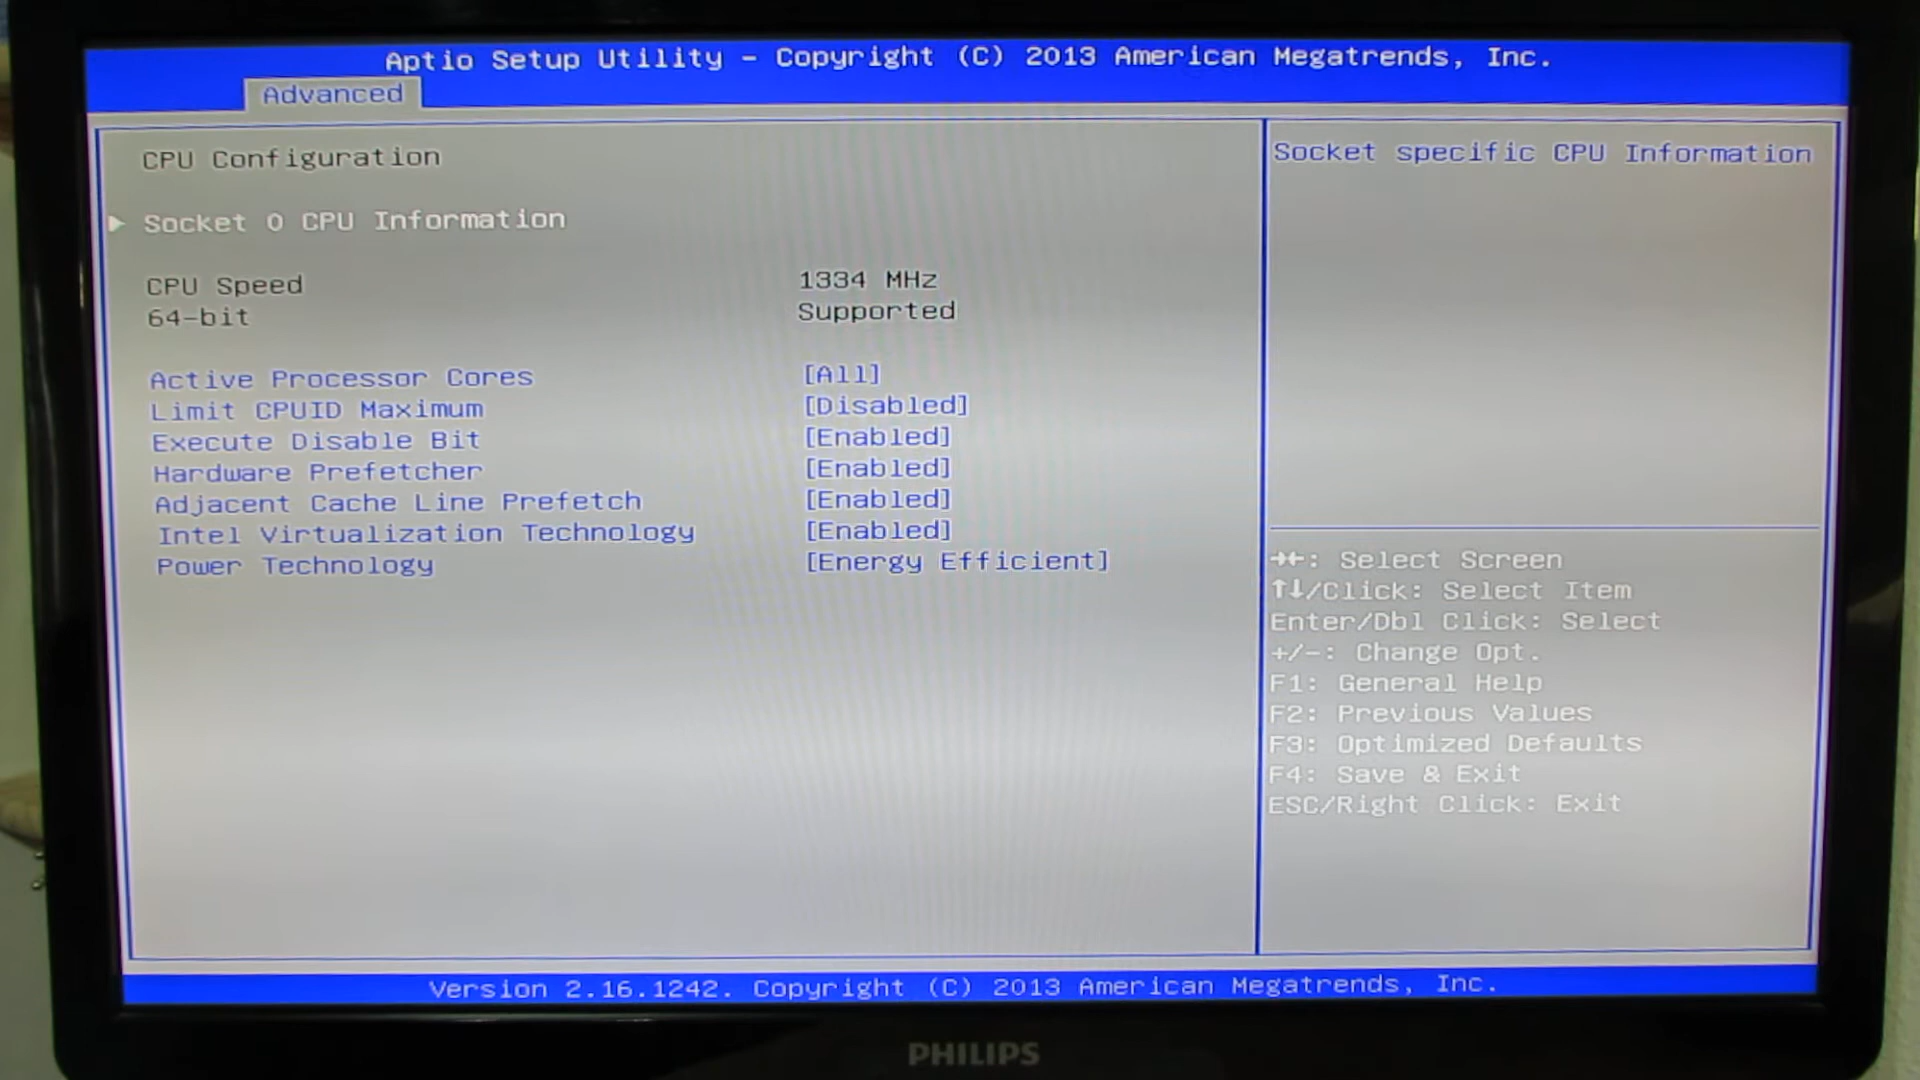 Aptio Setup Utility – Copyright (C) 2013 American Megatrends, Inc.
Advanced
CPU Configuration
Socket 0 CPU Information
CPU Speed 1334 MHz
64-bit Supported
Active Processor Cores [All]
Limit CPUID Maximum [Disabled]
Execute Disable Bit [Enabled]
Hardware Prefetcher [Enabled]
Adjacent Cache Line Prefetch [Enabled]
Intel Virtualization Technology [Enabled]
Power Technology [Energy Efficient]
Socket specific CPU Information
→←: Select Screen
↑↓/Click: Select Item
Enter/Dbl Click: Select
+/-: Change Opt.
F1: General Help
F2: Previous Values
F3: Optimized Defaults
F4: Save & Exit
ESC/Right Click: Exit
Version 2.16.1242. Copyright (C) 2013 American Megatrends, Inc.
PHILIPS